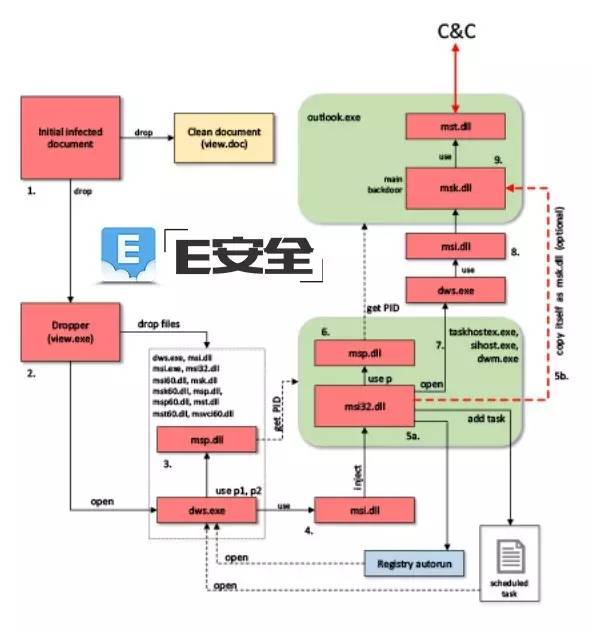 C&C
outlook.exe
mst.dll
use
9.
main
backdoor
msk.dll
Initial infected
document
drop
Clean document
(view.doc)
1.
drop
E安全
msi.dll
8.
use
dws.exe
copy itself as msk.dll (optional)
5b.
get PID
Dropper
(view.exe)
2.
drop files
dws.exe, msi.dll
msi.exe, msi32.dll
msi60.dll, msk.dll
msk60.dll, msp.dll,
msp60.dll, mst.dll
mst60.dll, msvci60.dll
6.
msp.dll
7.
taskhostex.exe,
sihost.exe,
dwm.exe
use p
open
msi32.dll
get PID
5a.
add task
msp.dll
3.
inject
open
use p1, p2
dws.exe
use
msi.dll
4.
open
Registry autorun
open
scheduled
task